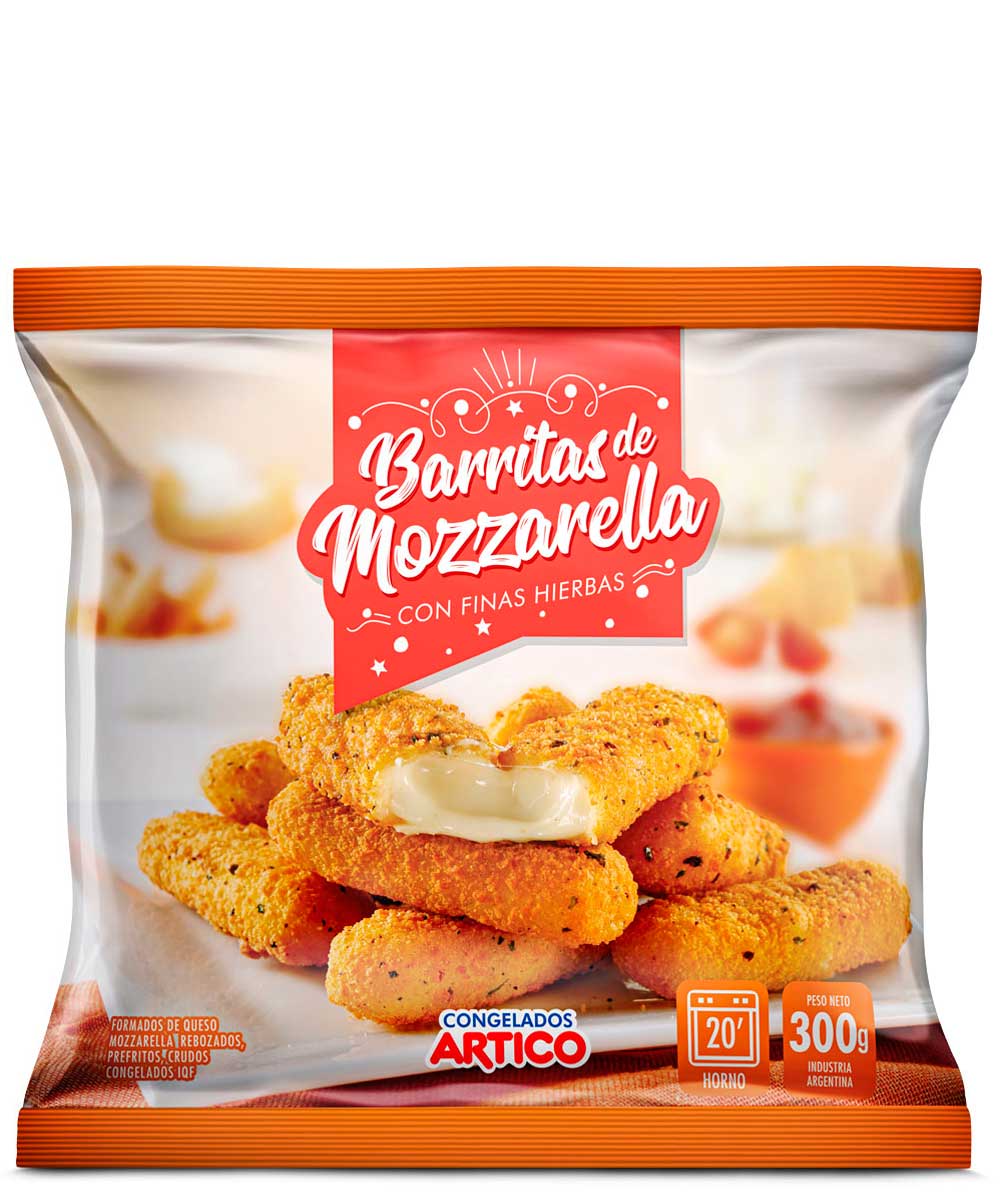 Barritas de
Mozzarella
CON FINAS HIERBAS
FORMADOS DE QUESO
MOZZARELLA REBOZADOS,
PREFRITOS, CRUDOS
CONGELADOS IQF
CONGELADOS
ARTICO
20'
HORNO
PESO NETO
300g
INDUSTRIA
ARGENTINA